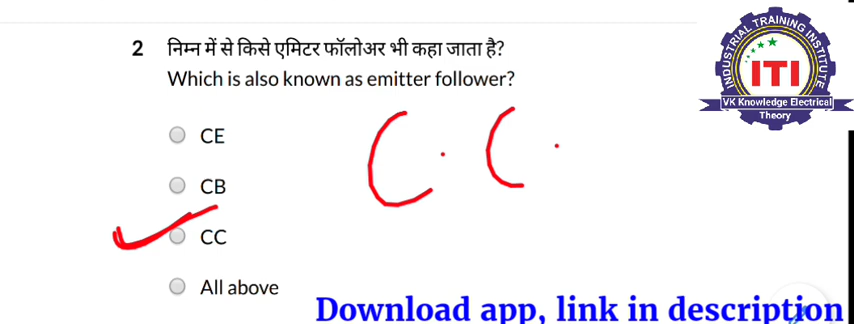 INDUSTRIAL TRAINING INSTITUTE
ITI
VK Knowledge Electrical
Theory
2 निम्न में से किसे एमिटर फॉलोअर भी कहा जाता है?
Which is also known as emitter follower?
C. C.
CE
CB
CC
All above
Download app, link in description